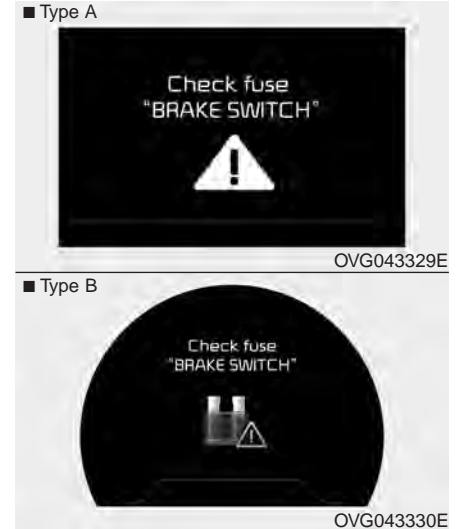 ■ Type A
Check fuse
"BRAKE SWITCH"
OVG043329E
■ Type B
Check fuse
"BRAKE SWITCH"
OVG043330E